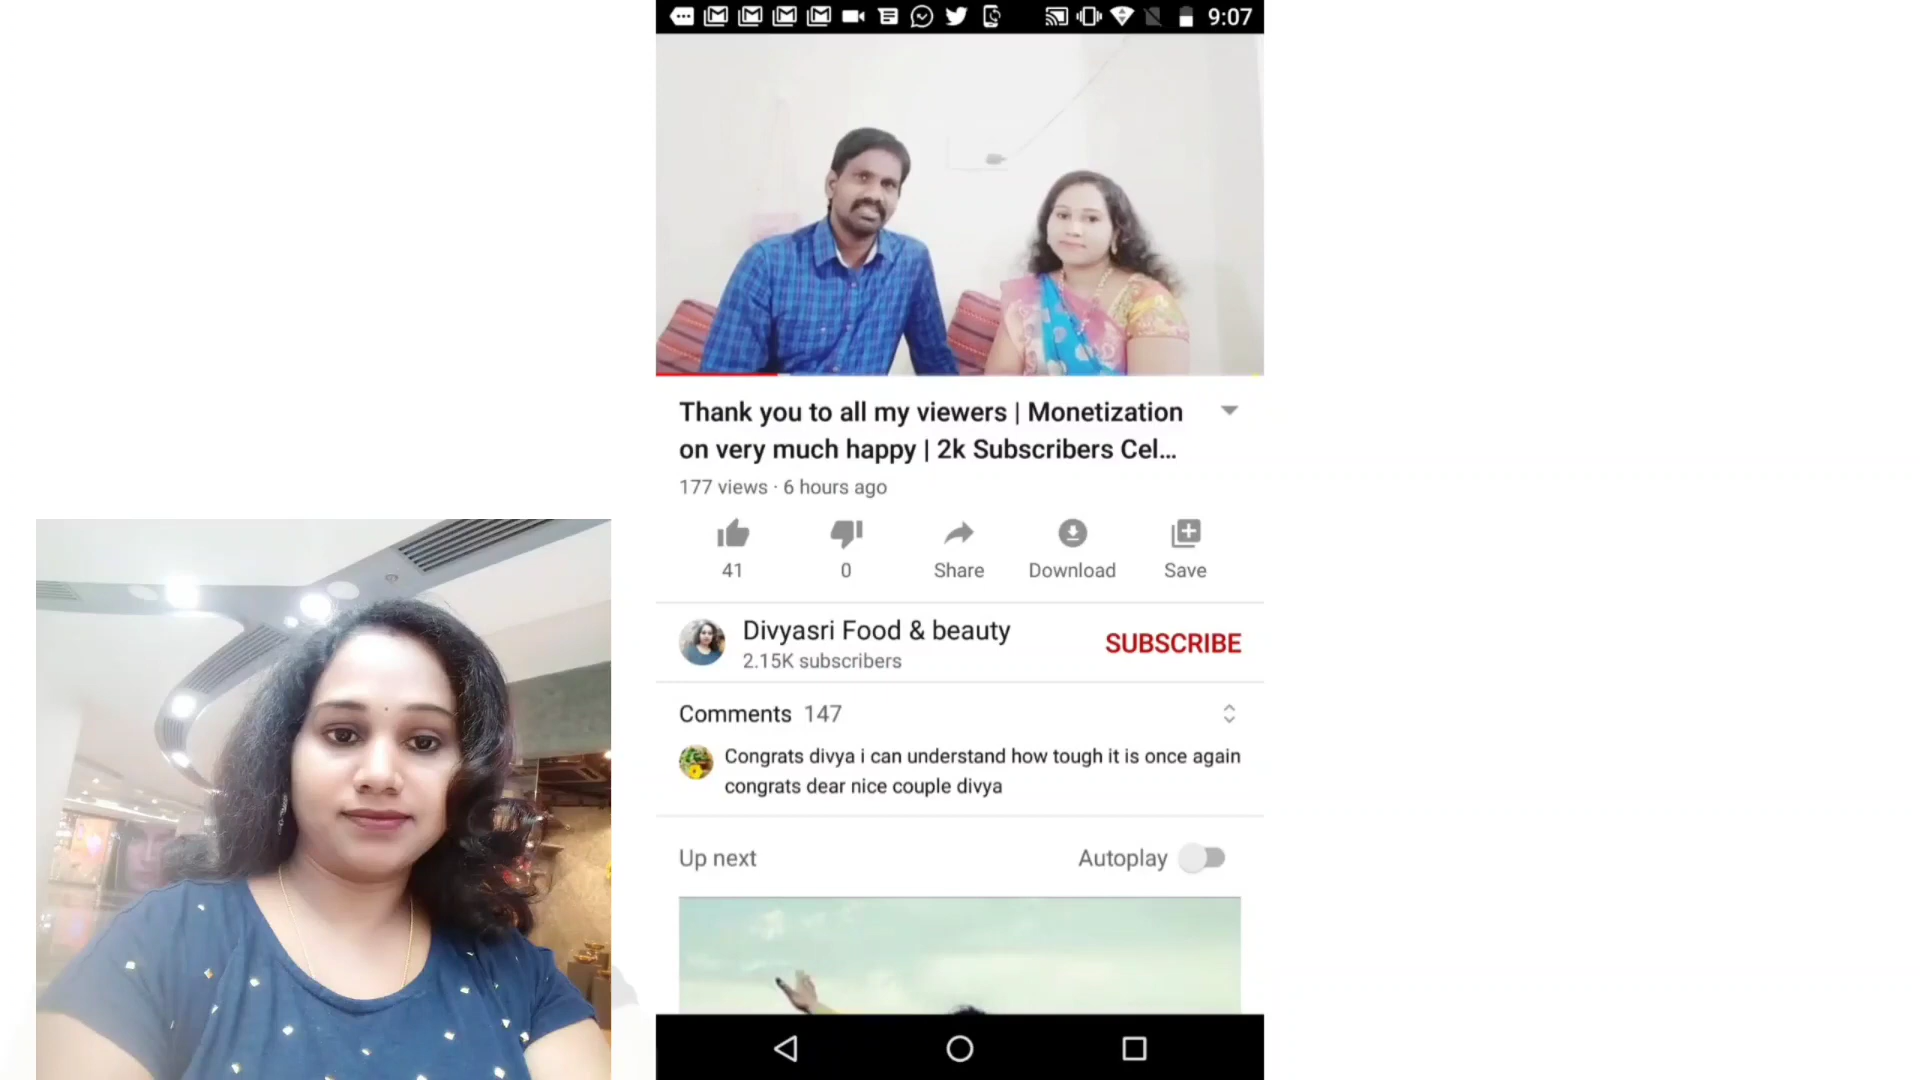 9:07
Thank you to all my viewers | Monetization
on very much happy | 2k Subscribers Cel...
177 views · 6 hours ago
41
0
Share
Download
Save
Divyasri Food & beauty
SUBSCRIBE
2.15K subscribers
Comments 147
Congrats divya i can understand how tough it is once again
congrats dear nice couple divya
Up next
Autoplay